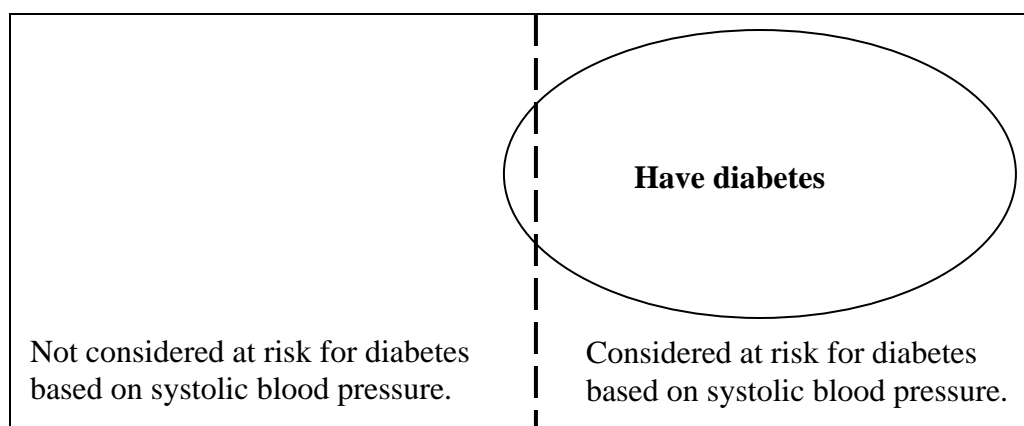 Have diabetes
Not considered at risk for diabetes
based on systolic blood pressure.
Considered at risk for diabetes
based on systolic blood pressure.